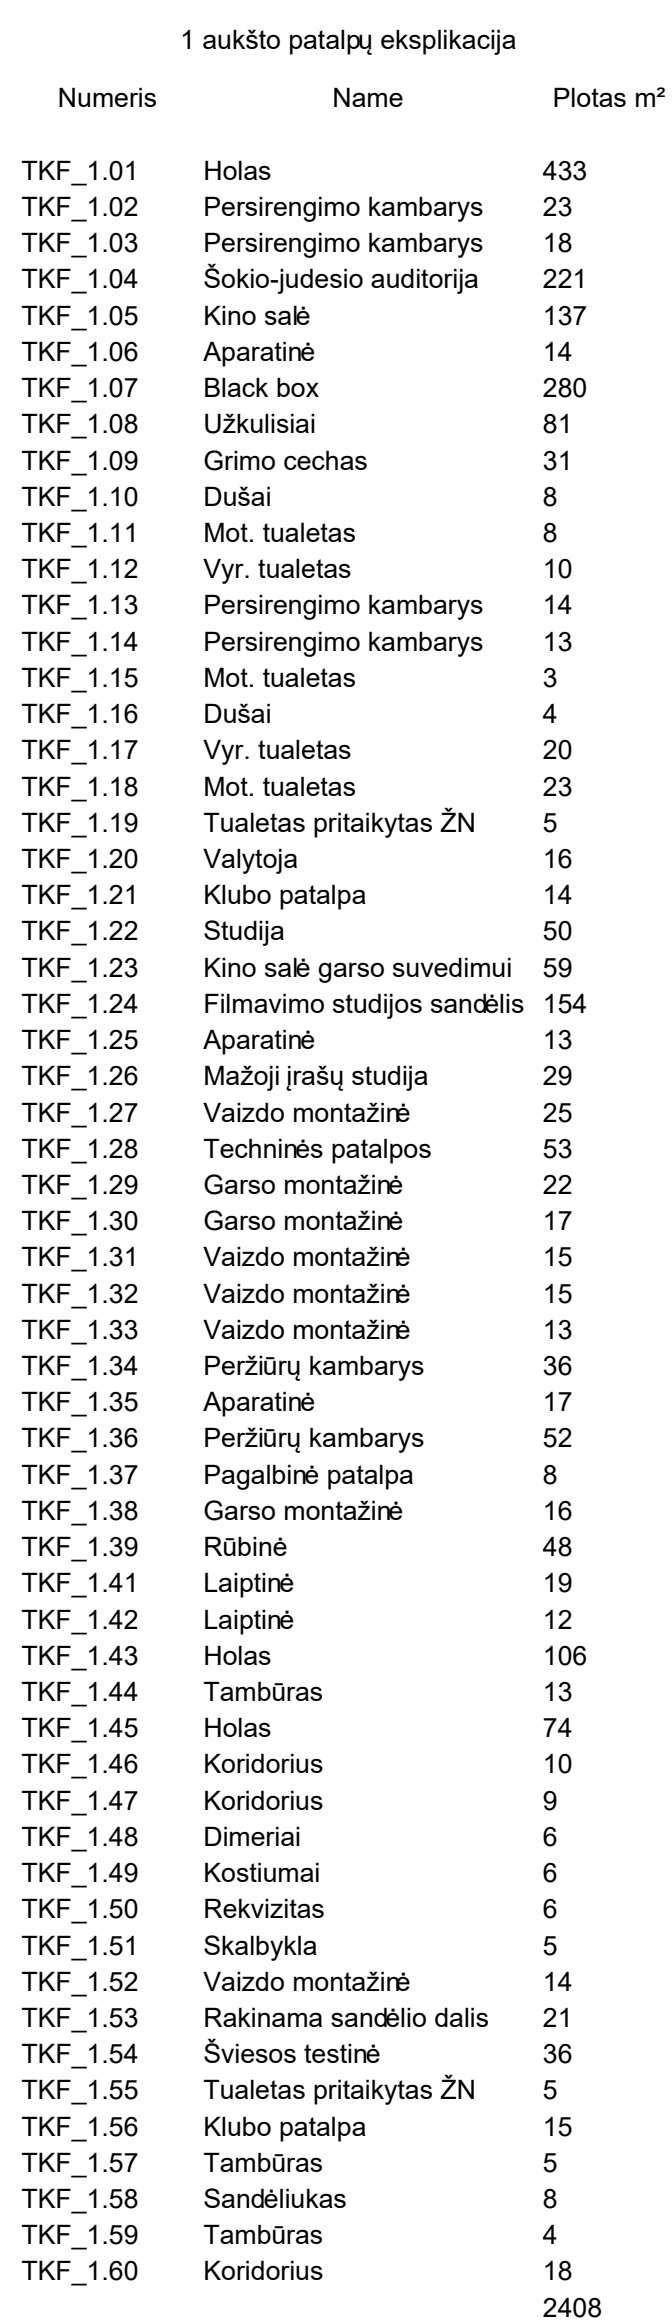 1 aukšto patalpų eksplikacija
Numeris Name Plotas m²
TKF_1.01 Holas 433
TKF_1.02 Persirengimo kambarys 23
TKF_1.03 Persirengimo kambarys 18
TKF_1.04 Šokio-judesio auditorija 221
TKF_1.05 Kino salė 137
TKF_1.06 Aparatinė 14
TKF_1.07 Black box 280
TKF_1.08 Užkulisiai 81
TKF_1.09 Grimo cechas 31
TKF_1.10 Dušai 8
TKF_1.11 Mot. tualetas 8
TKF_1.12 Vyr. tualetas 10
TKF_1.13 Persirengimo kambarys 14
TKF_1.14 Persirengimo kambarys 13
TKF_1.15 Mot. tualetas 3
TKF_1.16 Dušai 4
TKF_1.17 Vyr. tualetas 20
TKF_1.18 Mot. tualetas 23
TKF_1.19 Tualetas pritaikytas ŽN 5
TKF_1.20 Valytoja 16
TKF_1.21 Klubo patalpa 14
TKF_1.22 Studija 50
TKF_1.23 Kino salė garso suvedimui 59
TKF_1.24 Filmavimo studijos sandėlis 154
TKF_1.25 Aparatinė 13
TKF_1.26 Mažoji įrašų studija 29
TKF_1.27 Vaizdo montažinė 25
TKF_1.28 Techninės patalpos 53
TKF_1.29 Garso montažinė 22
TKF_1.30 Garso montažinė 17
TKF_1.31 Vaizdo montažinė 15
TKF_1.32 Vaizdo montažinė 15
TKF_1.33 Vaizdo montažinė 13
TKF_1.34 Peržiūrų kambarys 36
TKF_1.35 Aparatinė 17
TKF_1.36 Peržiūrų kambarys 52
TKF_1.37 Pagalbinė patalpa 8
TKF_1.38 Garso montažinė 16
TKF_1.39 Rūbinė 48
TKF_1.41 Laiptinė 19
TKF_1.42 Laiptinė 12
TKF_1.43 Holas 106
TKF_1.44 Tambūras 13
TKF_1.45 Holas 74
TKF_1.46 Koridorius 10
TKF_1.47 Koridorius 9
TKF_1.48 Dimeriai 6
TKF_1.49 Kostiumai 6
TKF_1.50 Rekvizitas 6
TKF_1.51 Skalbykla 5
TKF_1.52 Vaizdo montažinė 14
TKF_1.53 Rakinama sandėlio dalis 21
TKF_1.54 Šviesos testinė 36
TKF_1.55 Tualetas pritaikytas ŽN 5
TKF_1.56 Klubo patalpa 15
TKF_1.57 Tambūras 5
TKF_1.58 Sandėliukas 8
TKF_1.59 Tambūras 4
TKF_1.60 Koridorius 18
2408